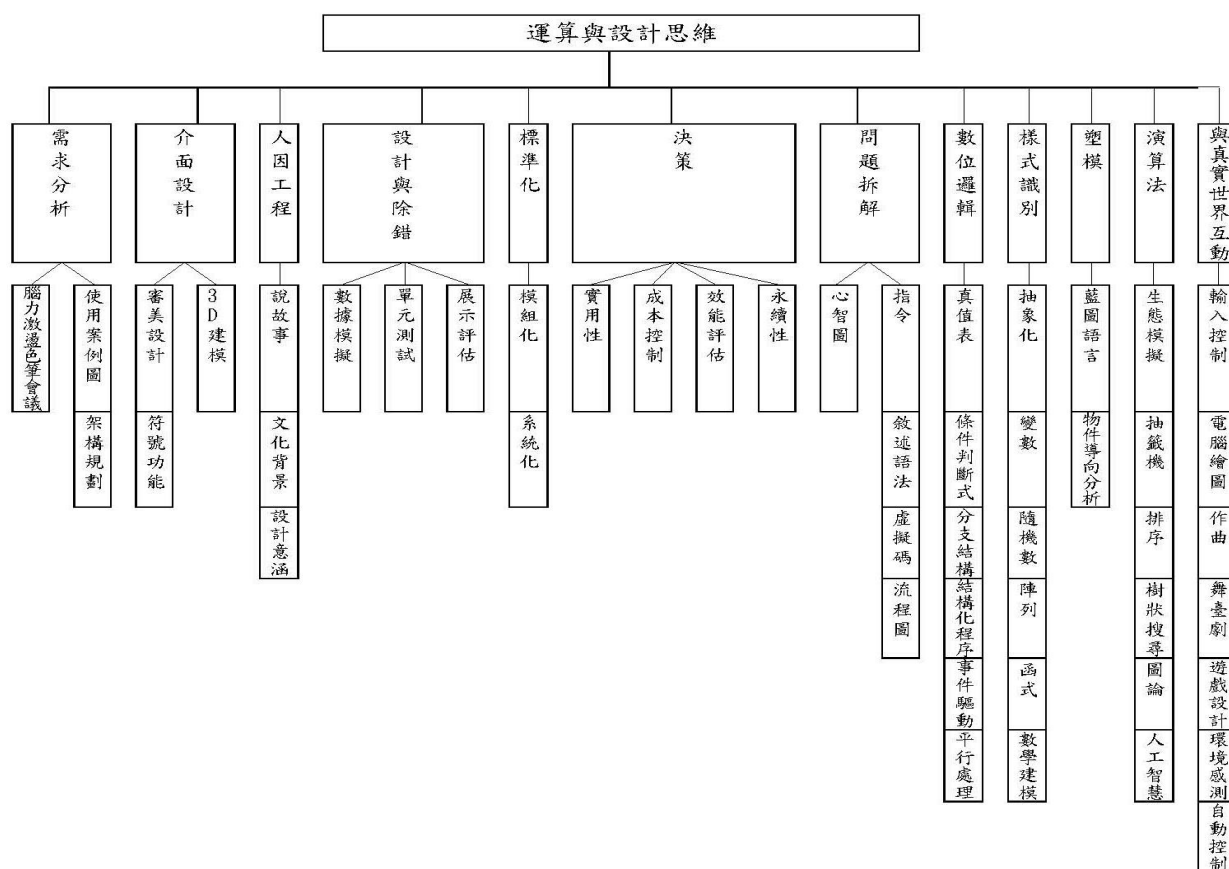 運算與設計思維
需求分析
介面設計
人因工程
設計與除錯
標準化
決策
問題拆解
數位邏輯
樣式識別
塑模
演算法
與真實世界互動
腦力激盪色筆會議
使用案例圖
架構規劃
審美設計
符號功能
3D建模
說故事
文化背景
設計意涵
數據模擬
單元測試
展示評估
模組化
系統化
實用性
成本控制
效能評估
永續性
心智圖
指令
敘述語法
虛擬碼
流程圖
真值表
條件判斷式
分支結構
結構化程序
事件驅動
平行處理
抽象化
變數
隨機數
陣列
函式
數學建模
藍圖語言
物件導向分析
生態模擬
抽籤機
排序
樹狀搜尋
圖論
人工智慧
輸入控制
電腦繪圖
作曲
舞臺劇
遊戲設計
環境感測
自動控制